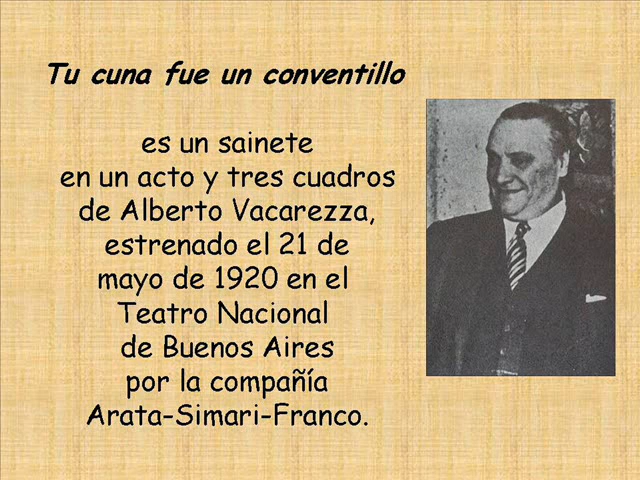 Tu cuna fue un conventillo
es un sainete
en un acto y tres cuadros
de Alberto Vacarezza,
estrenado el 21 de
mayo de 1920 en el
Teatro Nacional
de Buenos Aires
por la compañía
Arata-Simari-Franco.